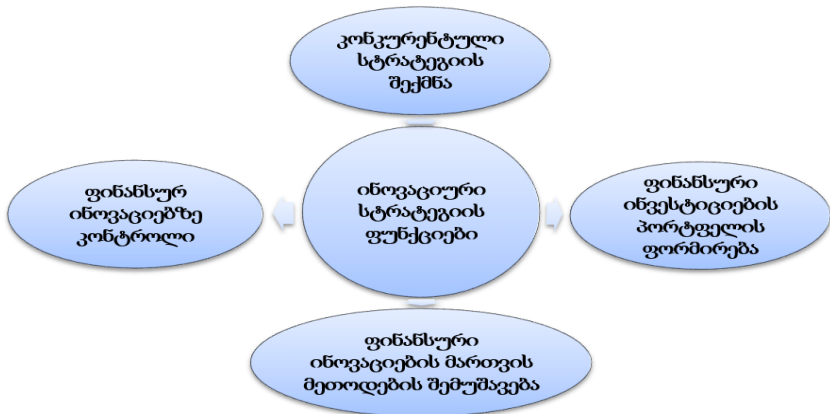 კონკურენტული
სტრატეგიის
შექმნა
ფინანსურ
ინოვაციებზე
კონტროლი
ინოვაციური
სტრატეგიის
ფუნქციები
ფინანსური
ინვესტიციების
პორტფელის
ფორმირება
ფინანსური
ინოვაციების მართვის
მეთოდების შემუშავება